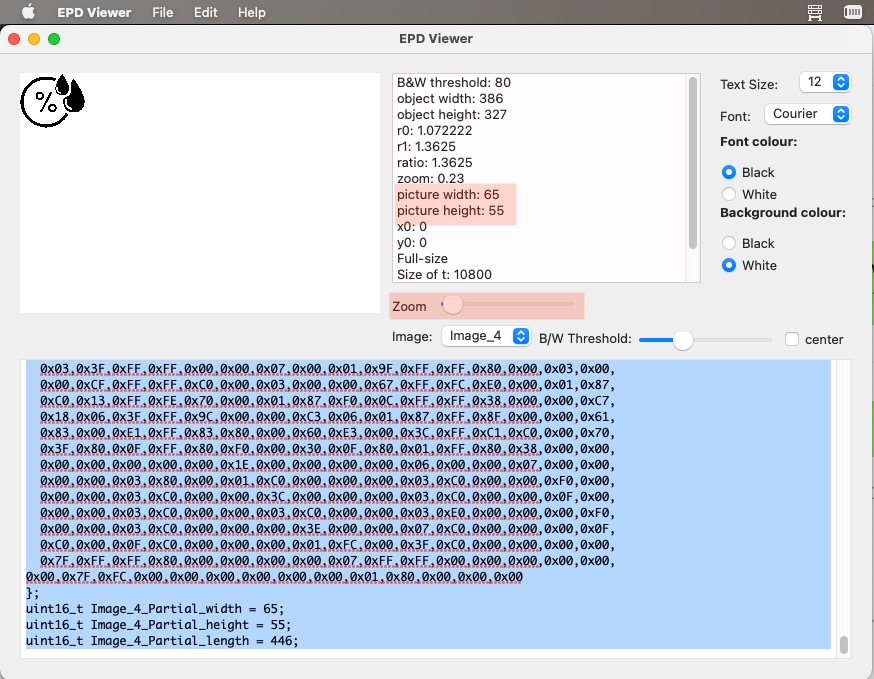 EPD Viewer File Edit Help
EPD Viewer
%
B&W threshold: 80
object width: 386
object height: 327
r0: 1.072222
r1: 1.3625
ratio: 1.3625
zoom: 0.23
picture width: 65
picture height: 55
x0: 0
y0: 0
Full-size
Size of t: 10800
Text Size: 12
Font: Courier
Font colour:
Black
White
Background colour:
Black
White
Zoom
Image: Image_4 B/W Threshold: center
0x03,0x3F,0xFF,0xFF,0x00,0x00,0x07,0x00,0x01,0x9F,0xFF,0xFF,0x80,0x00,0x03,0x00,
0x00,0xCF,0xFF,0xFF,0xC0,0x00,0x03,0x00,0x00,0x67,0xFF,0xFC,0xE0,0x00,0x01,0x87,
0xC0,0x13,0xFF,0xFE,0x70,0x00,0x01,0x87,0xF0,0x0C,0xFF,0xFF,0x38,0x00,0x00,0xC7,
0x18,0x06,0x3F,0xFF,0x9C,0x00,0x00,0xC3,0x06,0x01,0x87,0xFF,0x8F,0x00,0x00,0x61,
0x83,0x00,0xE1,0xFF,0x83,0x80,0x00,0x60,0xE3,0x00,0x3C,0xFF,0xC1,0xC0,0x00,0x70,
0x3F,0x80,0x0F,0xFF,0x80,0xF0,0x00,0x30,0x0F,0x80,0x01,0xFF,0x80,0x38,0x00,0x00,
0x00,0x00,0x00,0x00,0x00,0x1E,0x00,0x00,0x00,0x00,0x06,0x00,0x00,0x07,0x00,0x00,
0x00,0x00,0x03,0x80,0x00,0x01,0xC0,0x00,0x00,0x00,0x03,0xC0,0x00,0x00,0xF0,0x00,
0x00,0x00,0x03,0xC0,0x00,0x00,0x3C,0x00,0x00,0x00,0x03,0xC0,0x00,0x00,0x0F,0x00,
0x00,0x00,0x03,0xC0,0x00,0x00,0x03,0xC0,0x00,0x00,0x03,0xE0,0x00,0x00,0x00,0xF0,
0x00,0x00,0x03,0xC0,0x00,0x00,0x00,0x3E,0x00,0x00,0x07,0xC0,0x00,0x00,0x00,0x0F,
0xC0,0x00,0x0F,0xC0,0x00,0x00,0x00,0x01,0xFC,0x00,0x3F,0xC0,0x00,0x00,0x00,0x00,
0x7F,0xFF,0xFF,0x80,0x00,0x00,0x00,0x00,0x07,0xFF,0xFF,0x00,0x00,0x00,0x00,0x00,
0x00,0x7F,0xFC,0x00,0x00,0x00,0x00,0x00,0x00,0x01,0x80,0x00,0x00,0x00
};
uint16_t Image_4_Partial_width = 65;
uint16_t Image_4_Partial_height = 55;
uint16_t Image_4_Partial_length = 446;